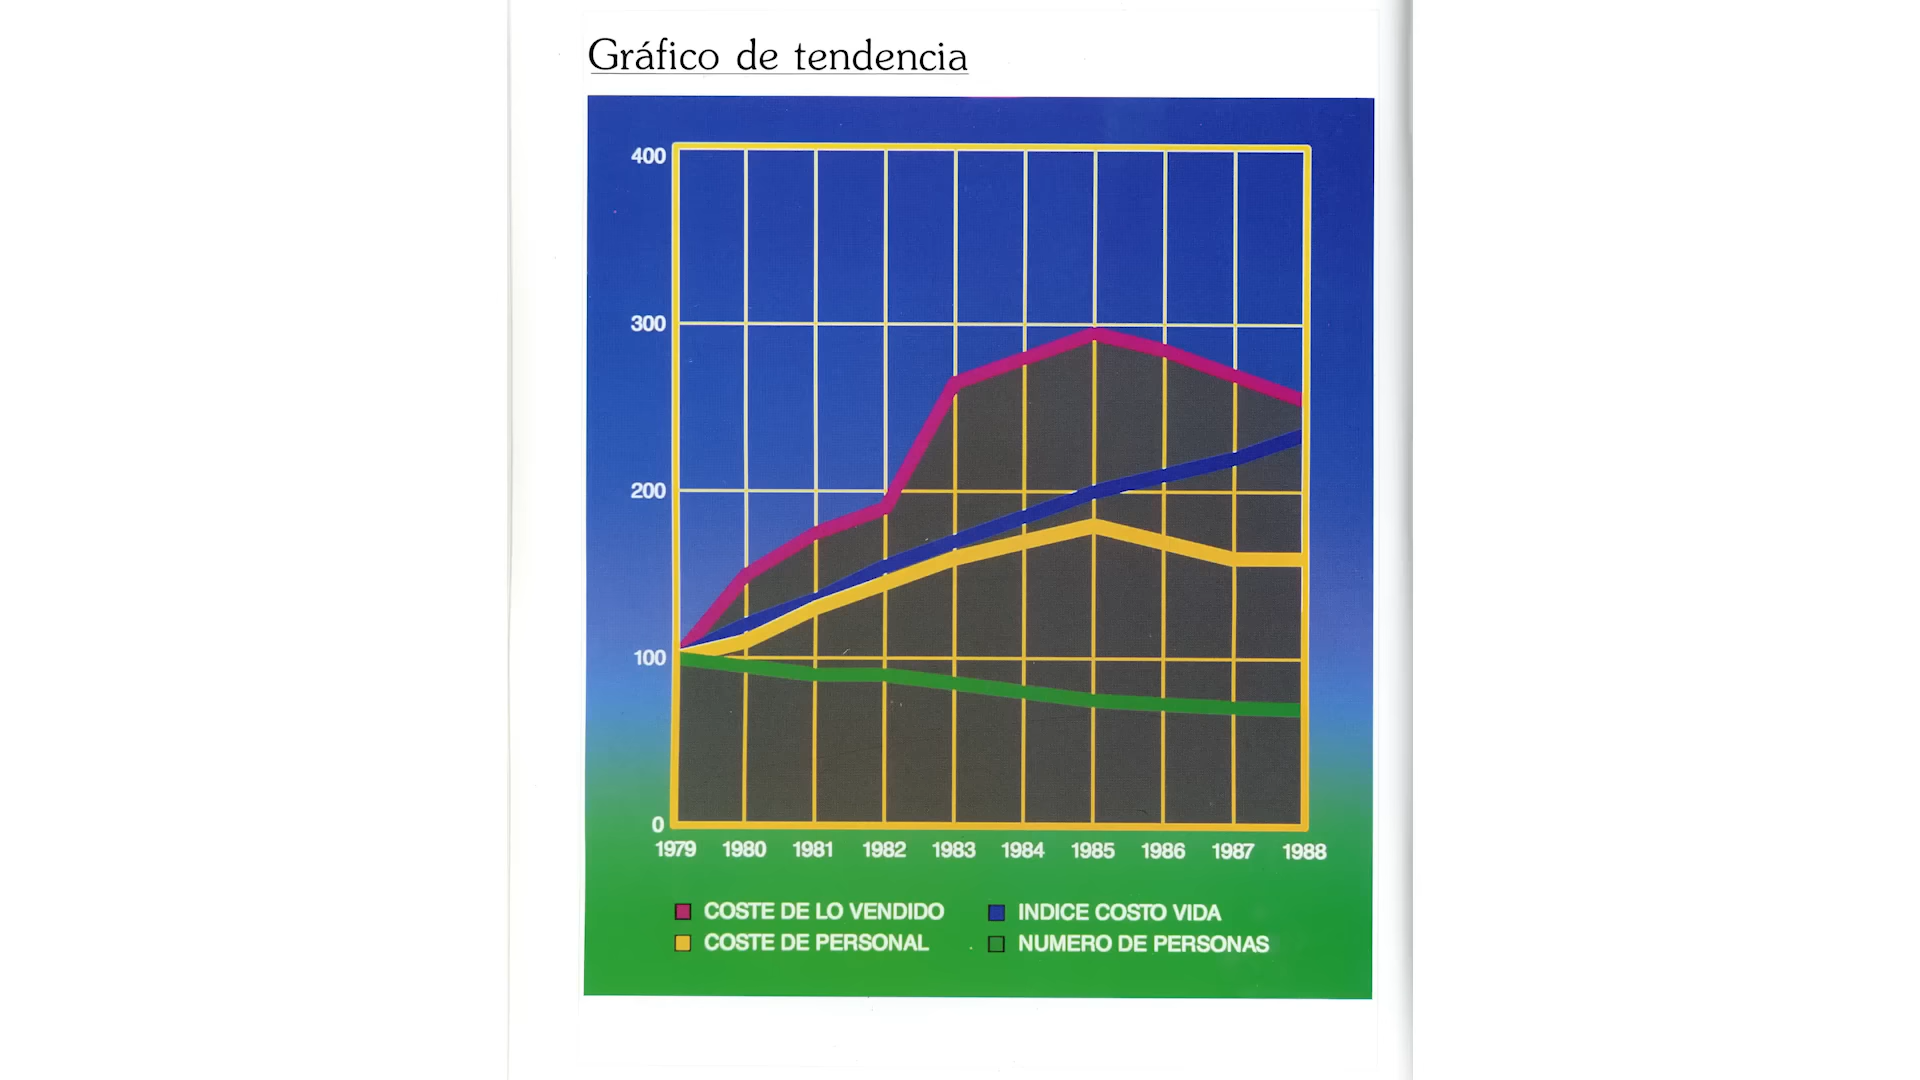 Gráfico de tendencia
400
300
200
100
0
1979 1980 1981 1982 1983 1984 1985 1986 1987 1988
COSTE DE LO VENDIDO INDICE COSTO VIDA
COSTE DE PERSONAL NUMERO DE PERSONAS